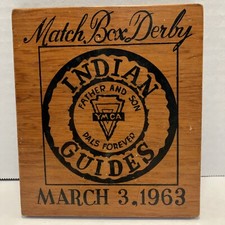 Match Box Derby
INDIAN
FATHER AND SON
YMCA
PALS FOREVER
GUIDES
MARCH 3, 1963